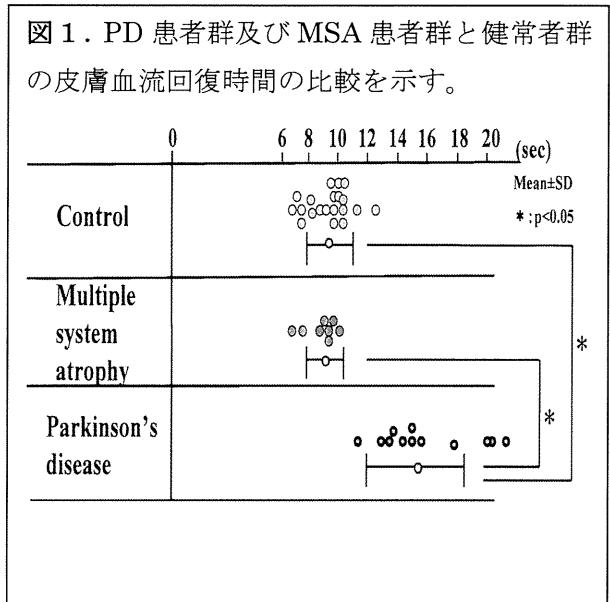 図1. PD 患者群及び MSA 患者群と健常者群
の皮膚血流回復時間の比較を示す。
0 6 8 10 12 14 16 18 20 (sec)
Mean±SD
Control
* ; p<0.05
Multiple
system
atrophy
*
*
Parkinson's
disease